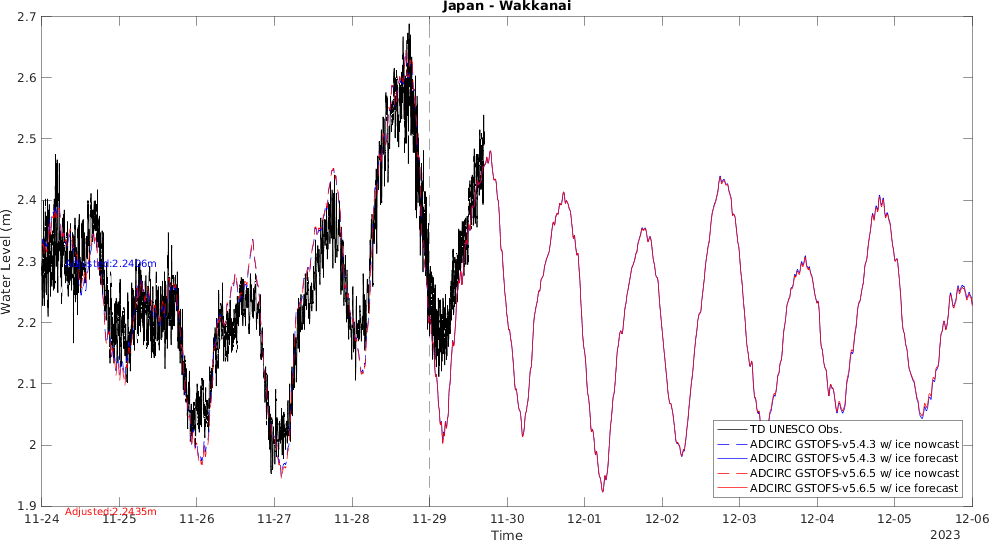 Japan - Wakkanai
2.7
2.6
2.5
2.4
2.3
2.2
2.1
2
1.9
Water Level (m)
Adjusted:2.2406m
Adjusted:2.2435m
TD UNESCO Obs.
ADCIRC GSTOFS-v5.4.3 w/ ice nowcast
ADCIRC GSTOFS-v5.4.3 w/ ice forecast
ADCIRC GSTOFS-v5.6.5 w/ ice nowcast
ADCIRC GSTOFS-v5.6.5 w/ ice forecast
11-24 11-25 11-26 11-27 11-28 11-29 11-30 12-01 12-02 12-03 12-04 12-05 12-06
Time
2023